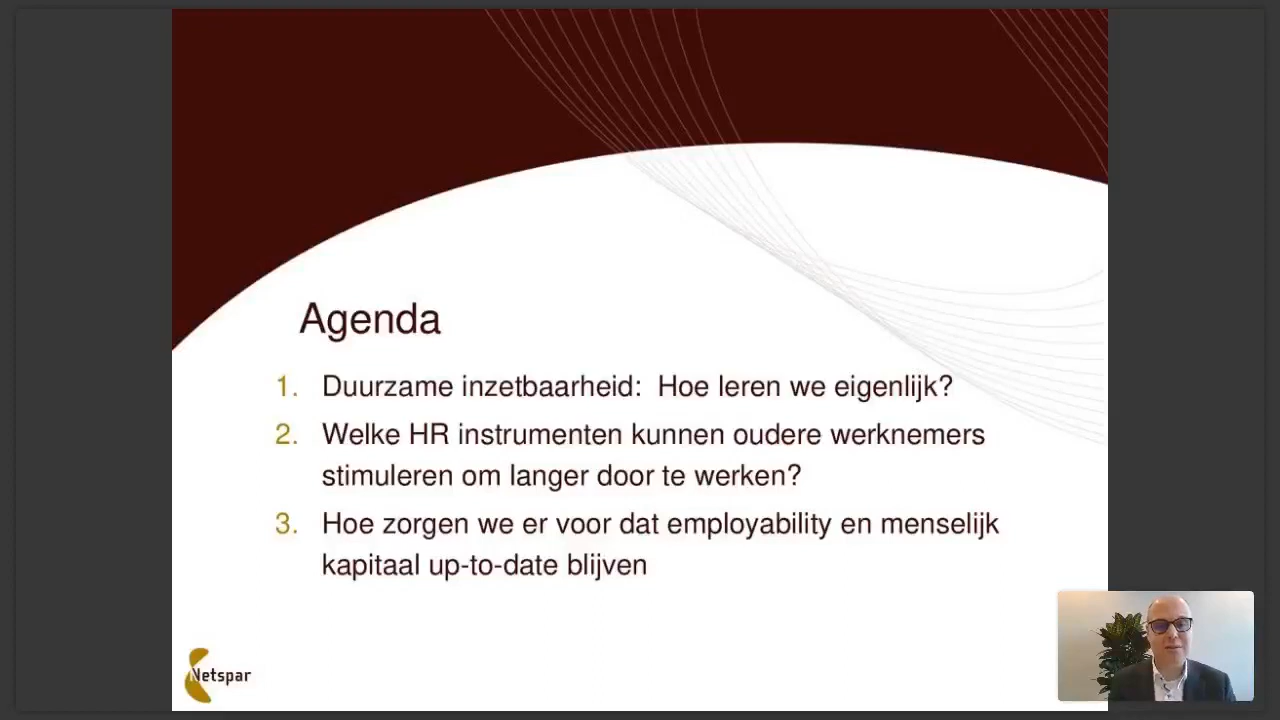 Agenda
1. Duurzame inzetbaarheid: Hoe leren we eigenlijk?
2. Welke HR instrumenten kunnen oudere werknemers
stimuleren om langer door te werken?
3. Hoe zorgen we er voor dat employability en menselijk
kapitaal up-to-date blijven
Netspar